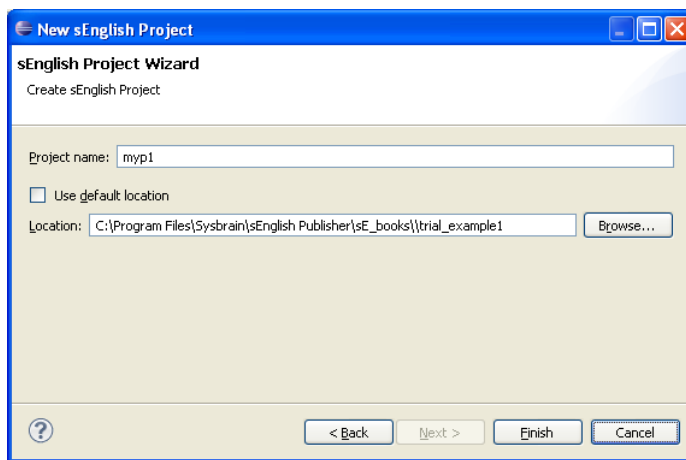 New sEnglish Project
sEnglish Project Wizard
Create sEnglish Project
Project name: myp1
Use default location
Location: C:\Program Files\Sysbrain\sEnglish Publisher\sE_books\\trial_example1 Browse...
? < Back Next > Finish Cancel